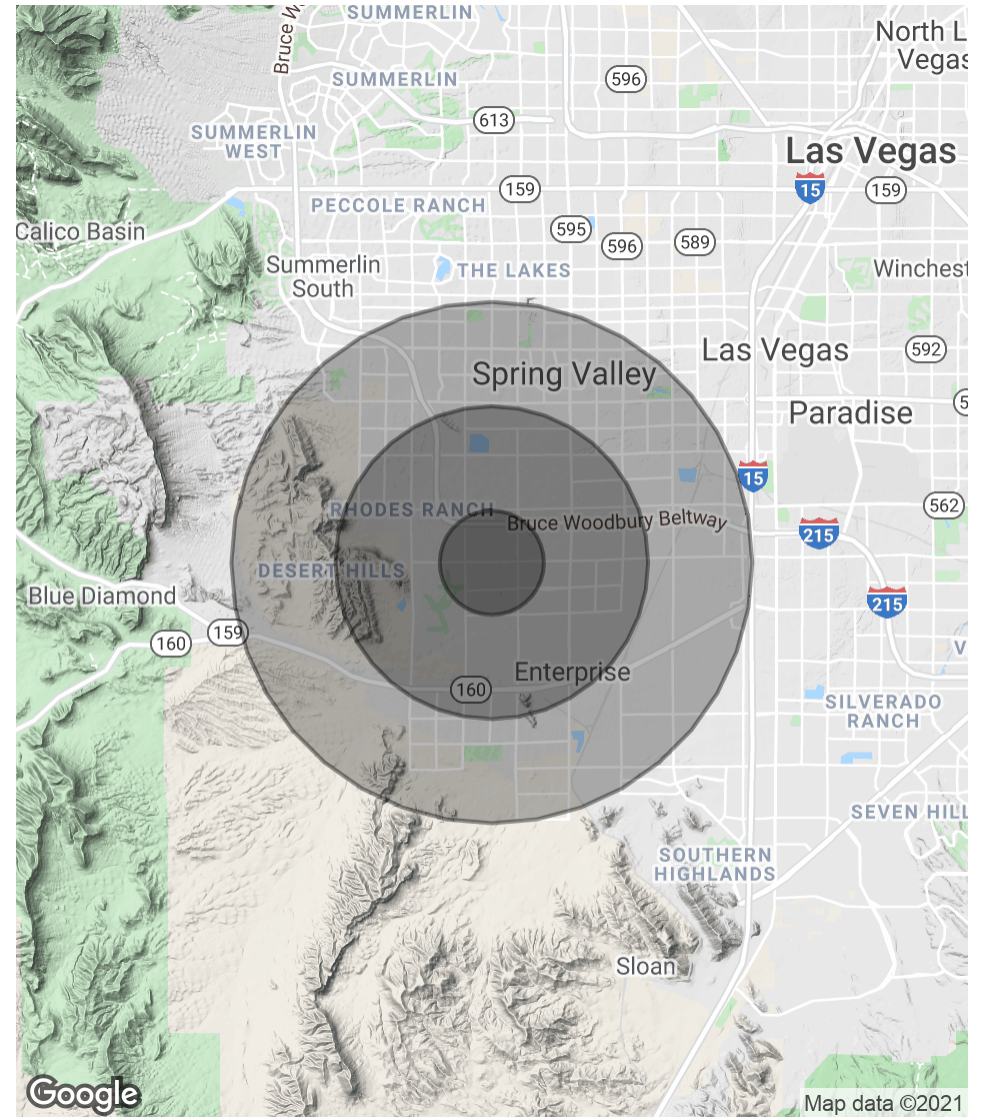 SUMMERLIN
Bruce W
North L
Vegas
SUMMERLIN
596
613
SUMMERLIN
WEST
Las Vegas
159
15
159
PECCOLE RANCH
595
596
589
Calico Basin
Summerlin
South
THE LAKES
Winchest
Las Vegas
592
Spring Valley
5
Paradise
15
562
RHODES RANCH
Bruce Woodbury Beltway
215
DESERT HILLS
Blue Diamond
215
159
160
V
Enterprise
160
SILVERADO
RANCH
SEVEN HILL
SOUTHERN
HIGHLANDS
Sloan
Google
Map data ©2021